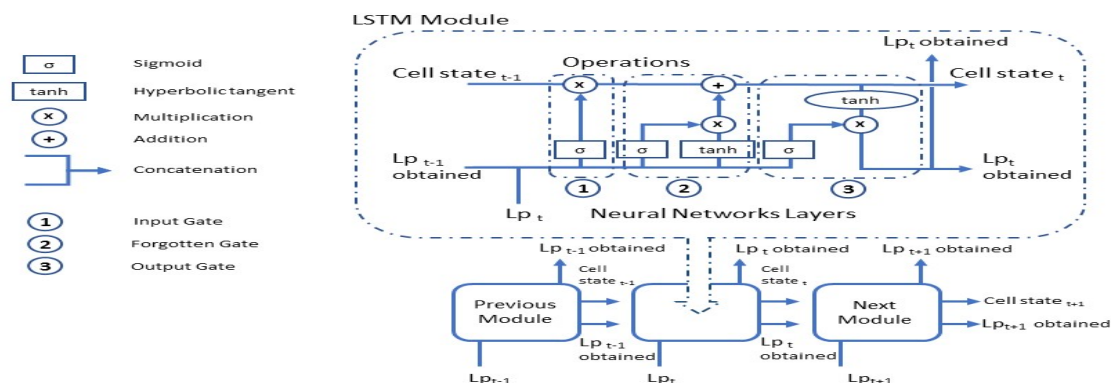 LSTM Module
σ
Sigmoid
tanh
Hyperbolic tangent
x
Multiplication
+
Addition
Concatenation
1
Input Gate
2
Forgotten Gate
3
Output Gate
Lpt obtained
Cell state t-1
Operations
Cell state t
x
+
tanh
x
x
σ
σ
tanh
σ
Lp t-1
obtained
Lpt
obtained
1
2
3
Lp t
Neural Networks Layers
Lp t-1 obtained
Lp t obtained
Lp t+1 obtained
Cell
state t-1
Cell
state t
Previous
Module
Next
Module
Cell state t+1
Lpt+1 obtained
Lp t-1
obtained
Lp t
obtained
Lpt-1
Lpt
Lpt+1